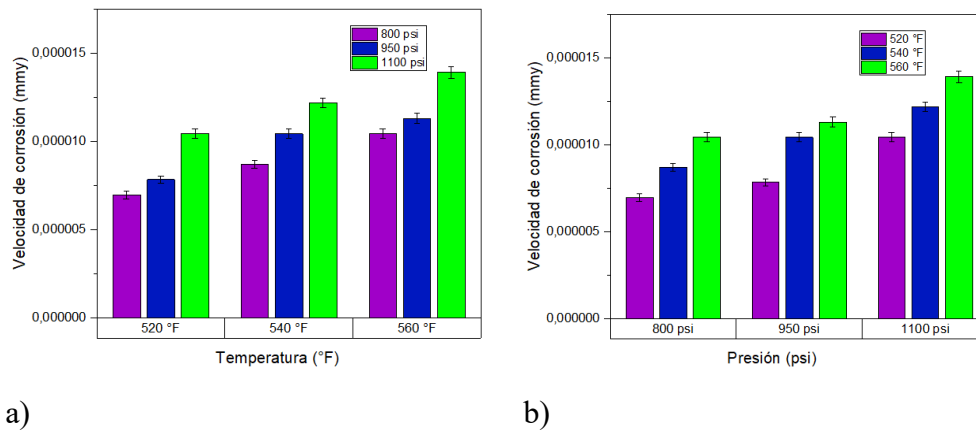 800 psi
950 psi
1100 psi
0,000015
0,000010
0,000005
0,000000
Velocidad de corrosión (mmy)
520 °F 540 °F 560 °F
Temperatura (°F)
a)
520 °F
540 °F
560 °F
0,000015
0,000010
0,000005
0,000000
Velocidad de corrosión (mmy)
800 psi 950 psi 1100 psi
Presión (psi)
b)